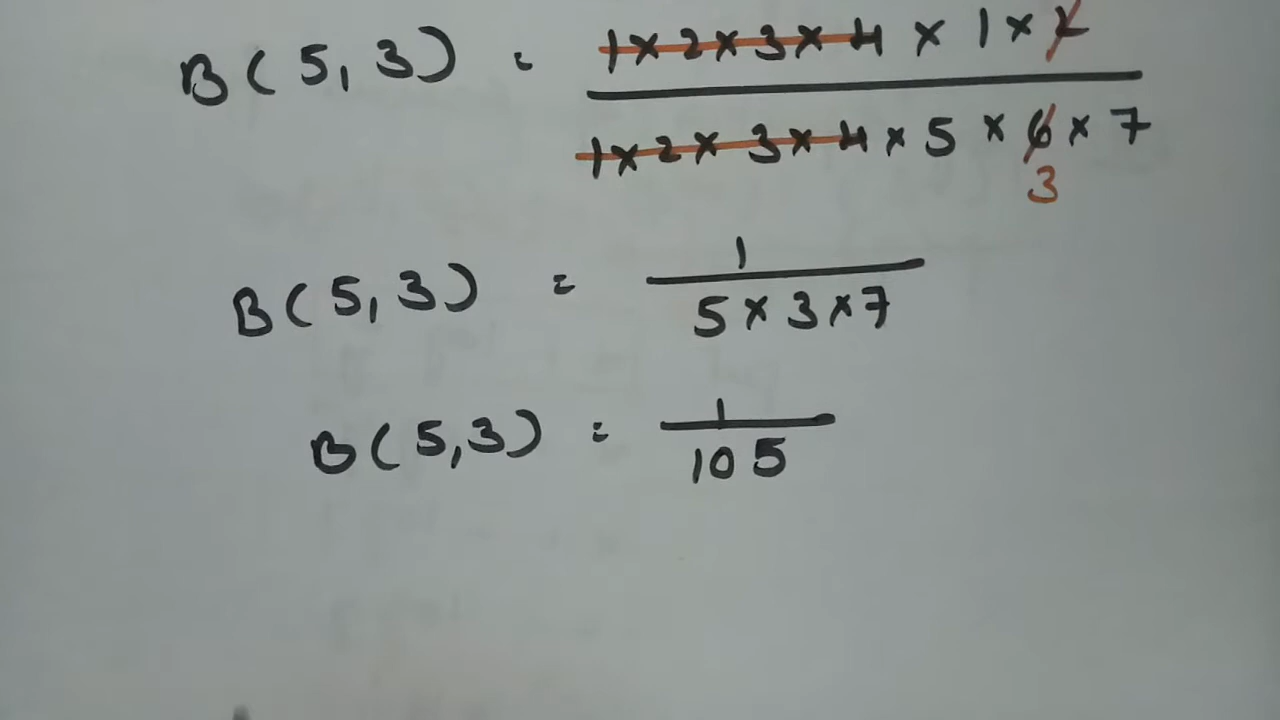 B(5,3) = 1×2×3×4 × 1×2
1×2×3×4×5×6×7
3
B(5,3) = 1
5×3×7
B(5,3) = 1
105